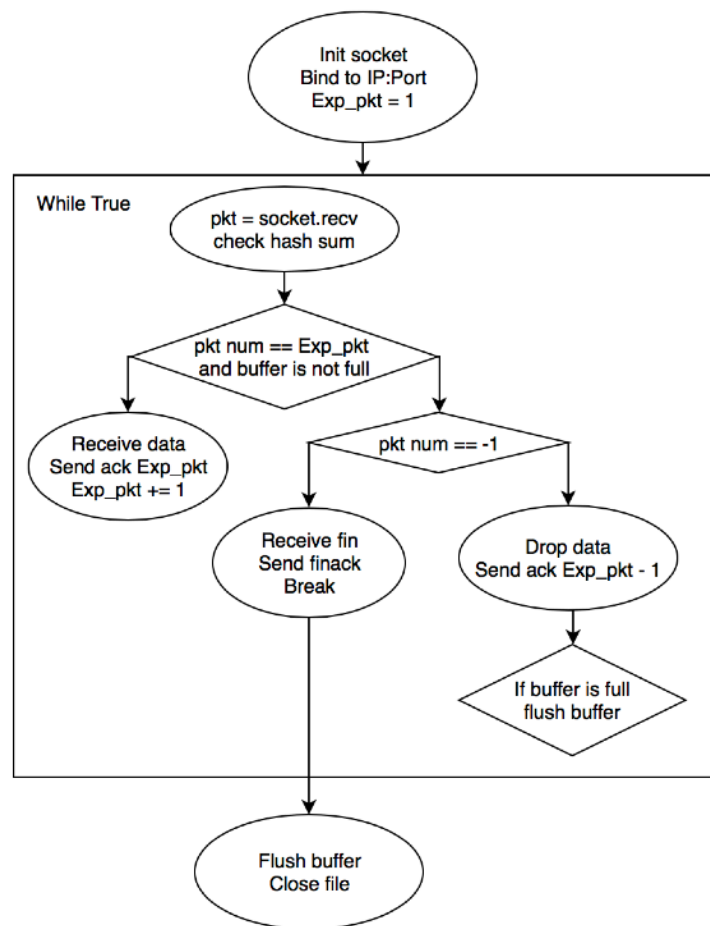 Init socket
Bind to IP:Port
Exp_pkt = 1
While True
pkt = socket.recv
check hash sum
pkt num == Exp_pkt
and buffer is not full
Receive data
Send ack Exp_pkt
Exp_pkt += 1
pkt num == -1
Receive fin
Send finack
Break
Drop data
Send ack Exp_pkt - 1
If buffer is full
flush buffer
Flush buffer
Close file